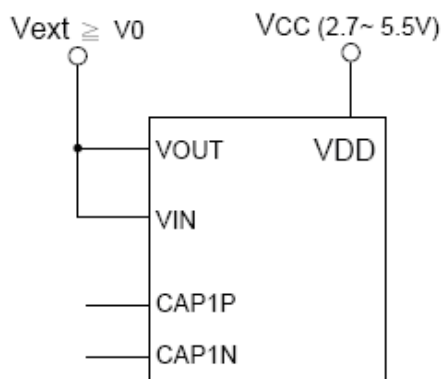 Vext ≧ V0
VCC (2.7~ 5.5V)
VOUT
VDD
VIN
CAP1P
CAP1N